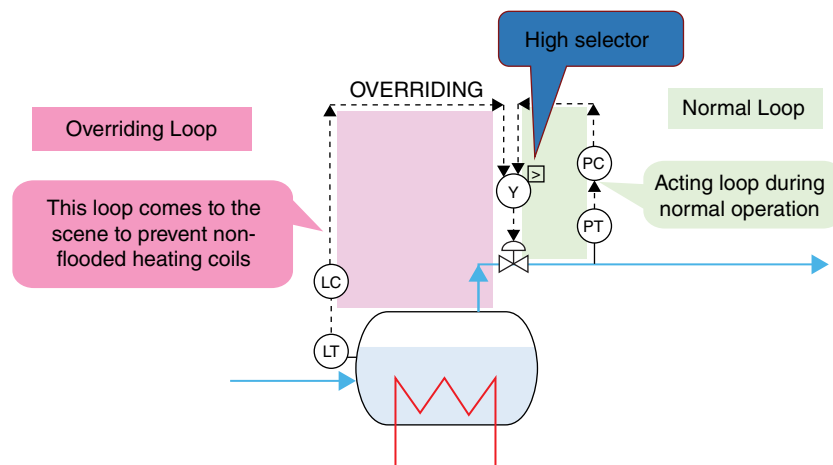 High selector
OVERRIDING
Normal Loop
Overriding Loop
>
PC
Y
Acting loop during
normal operation
This loop comes to the
scene to prevent non-
flooded heating coils
PT
LC
LT